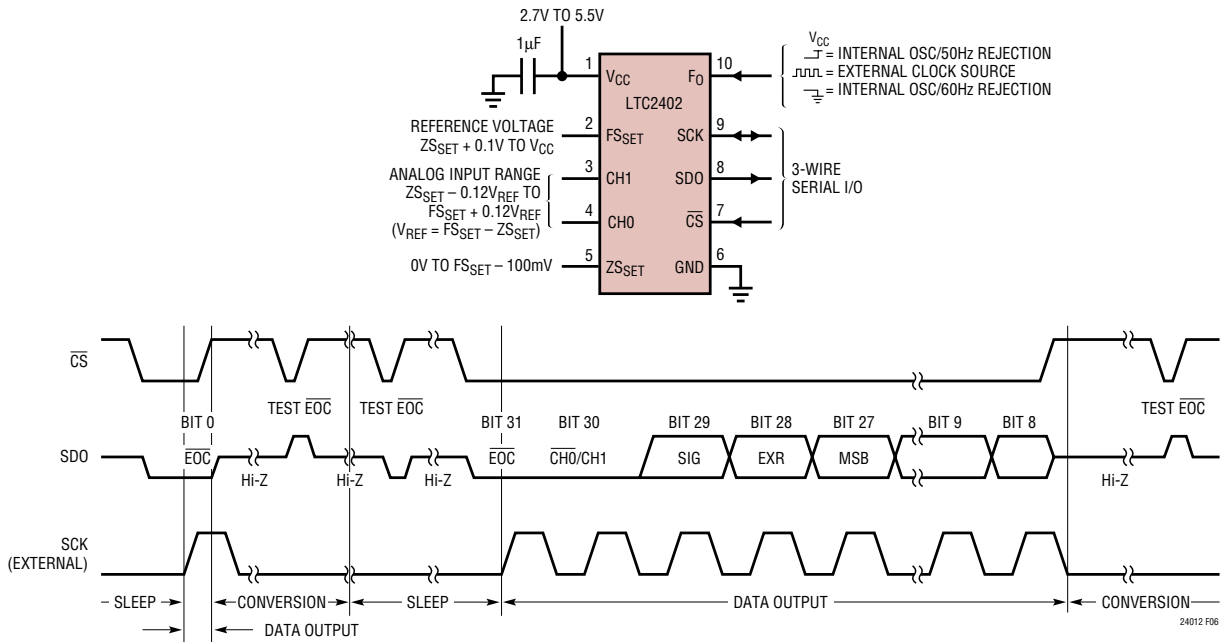 2.7V TO 5.5V
1µF
1
VCC
FO
10
LTC2402
VCC
= INTERNAL OSC/50Hz REJECTION
= EXTERNAL CLOCK SOURCE
= INTERNAL OSC/60Hz REJECTION
REFERENCE VOLTAGE
ZSSET + 0.1V TO VCC
2
FSSET
SCK
9
ANALOG INPUT RANGE
ZSSET – 0.12VREF TO
FSSET + 0.12VREF
(VREF = FSSET – ZSSET)
3
CH1
SDO
8
3-WIRE
SERIAL I/O
4
CH0
CS
7
0V TO FSSET – 100mV
5
ZSSET
GND
6
CS
TEST EOC
TEST EOC
TEST EOC
BIT 0
BIT 31
BIT 30
BIT 29
BIT 28
BIT 27
BIT 9
BIT 8
SDO
EOC
EOC
CH0/CH1
SIG
EXR
MSB
Hi-Z
Hi-Z
Hi-Z
Hi-Z
SCK
(EXTERNAL)
SLEEP
CONVERSION
SLEEP
DATA OUTPUT
CONVERSION
DATA OUTPUT
24012 F06